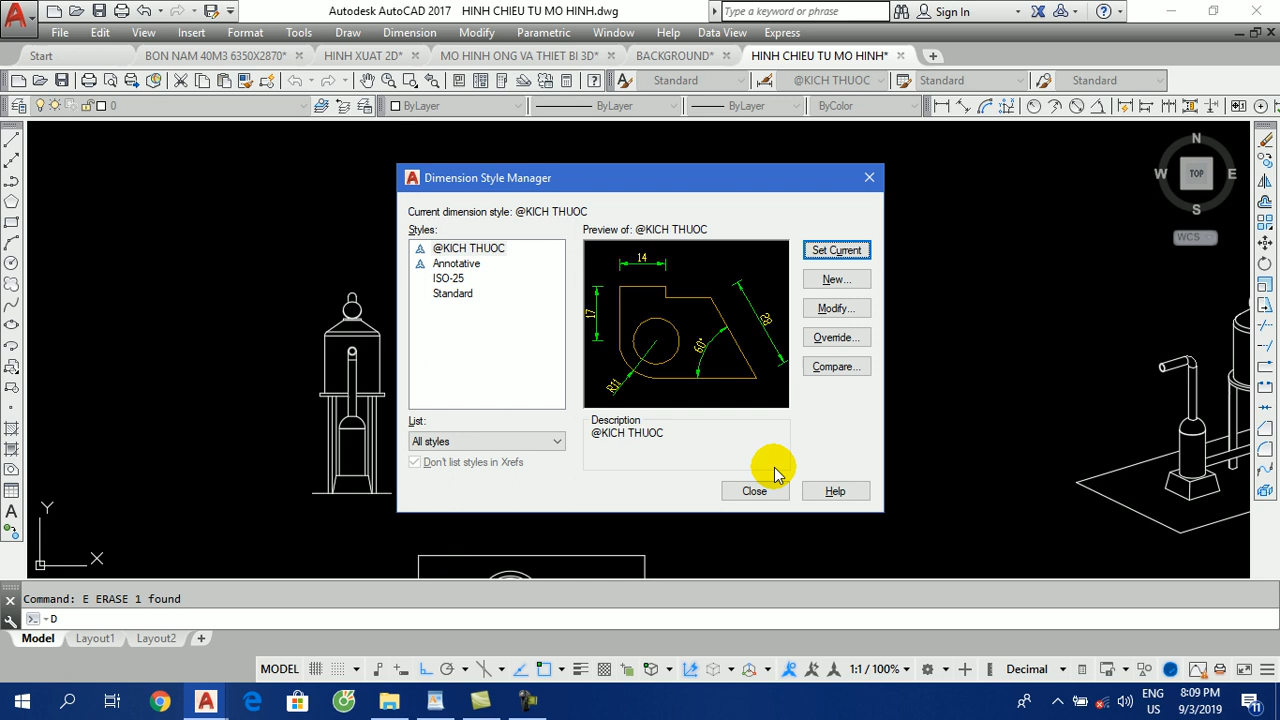 Autodesk AutoCAD 2017 HINH CHIEU TU MO HINH.dwg
Type a keyword or phrase
Sign In
File Edit View Insert Format Tools Draw Dimension Modify Parametric Window Help Data View Express
Start
BON NAM 40M3 6350X2870*
HINH XUAT 2D*
MO HINH ONG VA THIET BI 3D*
BACKGROUND*
HINH CHIEU TU MO HINH*
Standard
@KICH THUOC
Standard
Standard
0
ByLayer
ByLayer
ByLayer
ByColor
N
W
TOP
E
S
WCS
Dimension Style Manager
Current dimension style: @KICH THUOC
Styles:
@KICH THUOC
Annotative
ISO-25
Standard
List:
All styles
Don't list styles in Xrefs
Preview of: @KICH THUOC
14
17
28
60°
R11
Description
@KICH THUOC
Set Current
New...
Modify...
Override...
Compare...
Close
Help
Y
X
Command: E ERASE 1 found
D
Model Layout1 Layout2
MODEL
1:1 / 100%
Decimal
ENG
US
8:09 PM
9/3/2019
11